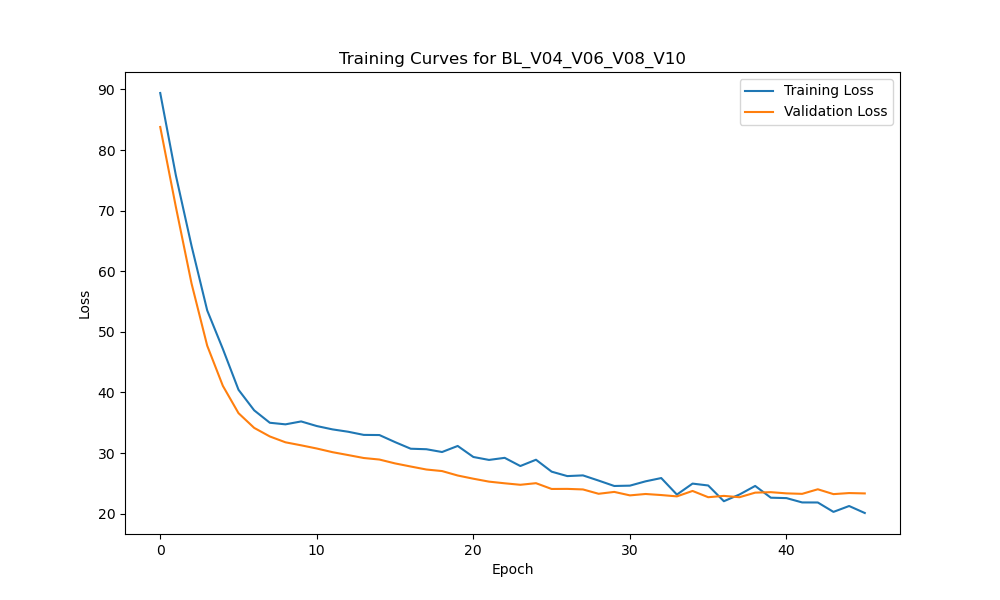 Training Curves for BL_V04_V06_V08_V10
Training Loss
Validation Loss
90
80
70
60
50
40
30
20
Loss
0 10 20 30 40
Epoch